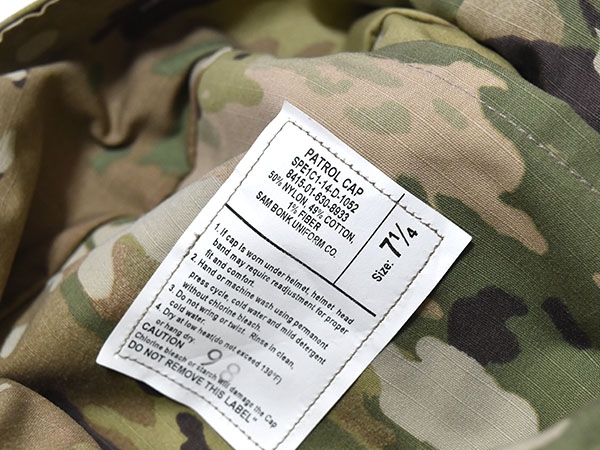 PATROL CAP
SPE1C1-14-D-1052
8415-01-630-8933
50% NYLON, 49% COTTON,
1% FIBER
SAM BONK UNIFORM CO.
Size: 7 1/4
1. If cap is worn under helmet, helmet head
band may require readjustment for proper
fit and comfort.
2. Hand or machine wash using permanent
press cycle, cold water and mild detergent
without chlorine bleach.
3. Do not wring or twist. Rinse in clean,
cold water.
4. Dry at low heat(do not exceed 130°F)
or hang dry.
CAUTION
98
Chlorine bleach or starch will damage the Cap
DO NOT REMOVE THIS LABEL"